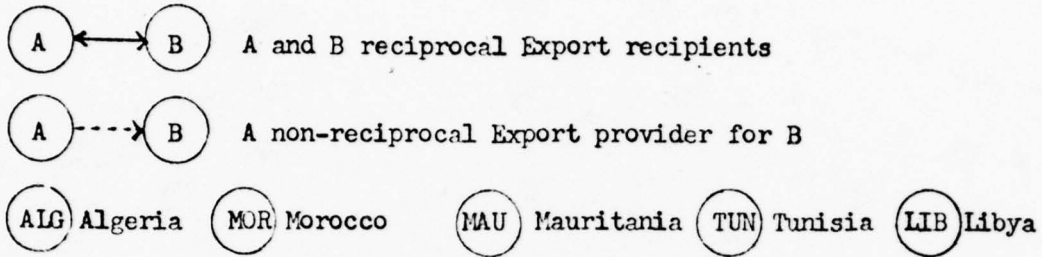 A B A and B reciprocal Export recipients
A B A non-reciprocal Export provider for B
ALG Algeria MOR Morocco MAU Mauritania TUN Tunisia LIB Libya